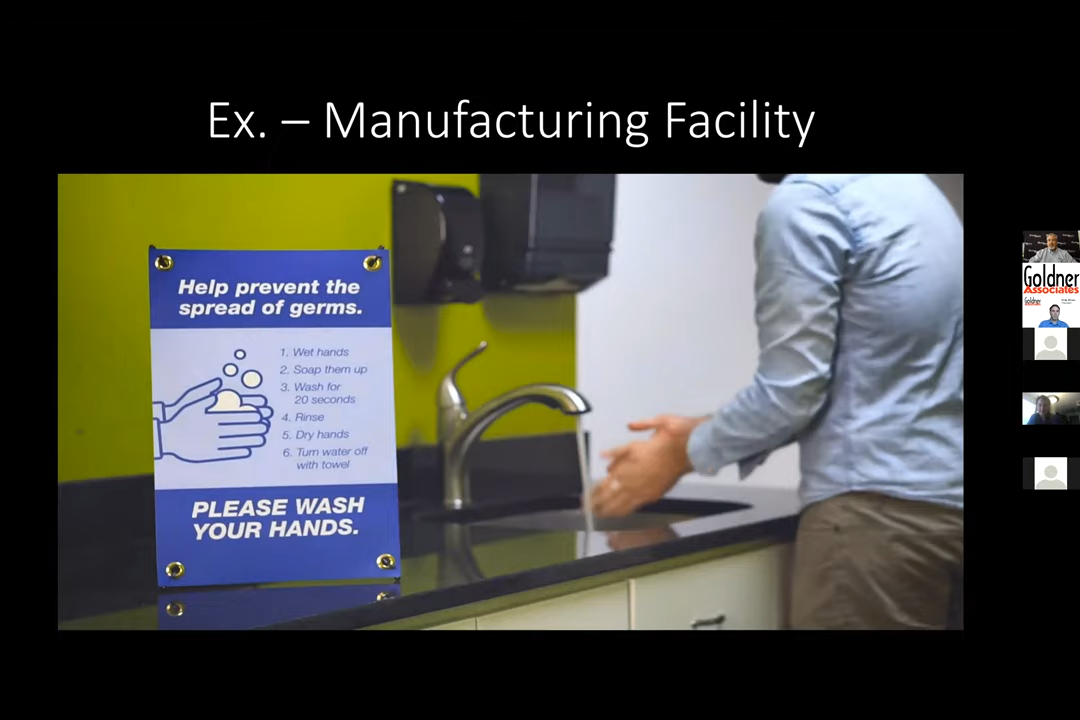 Ex. – Manufacturing Facility
Help prevent the
spread of germs.
1. Wet hands
2. Soap them up
3. Wash for
20 seconds
4. Rinse
5. Dry hands
6. Turn water off
with towel
PLEASE WASH
YOUR HANDS.
Goldner
Associates